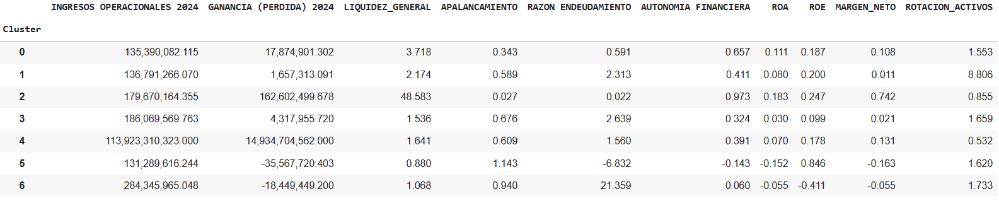 INGRESOS OPERACIONALES 2024 GANANCIA (PERDIDA) 2024 LIQUIDEZ_GENERAL APALANCAMIENTO RAZON ENDEUDAMIENTO AUTONOMIA FINANCIERA ROA ROE MARGEN_NETO ROTACION_ACTIVOS
Cluster
0 135,390,082.115 17,874,901.302 3.718 0.343 0.591 0.657 0.111 0.187 0.108 1.553
1 136,791,266.070 1,657,313.091 2.174 0.589 2.313 0.411 0.080 0.200 0.011 8.806
2 179,670,164.355 162,602,499.678 48.583 0.027 0.022 0.973 0.183 0.247 0.742 0.855
3 186,069,569.763 4,317,955.720 1.536 0.676 2.639 0.324 0.030 0.099 0.021 1.659
4 113,923,310,323.000 14,934,704,562.000 1.641 0.609 1.560 0.391 0.070 0.178 0.131 0.532
5 131,289,616.244 -35,567,720.403 0.880 1.143 -6.832 -0.143 -0.152 0.846 -0.163 1.620
6 284,345,965.048 -18,449,449.200 1.068 0.940 21.359 0.060 -0.055 -0.411 -0.055 1.733